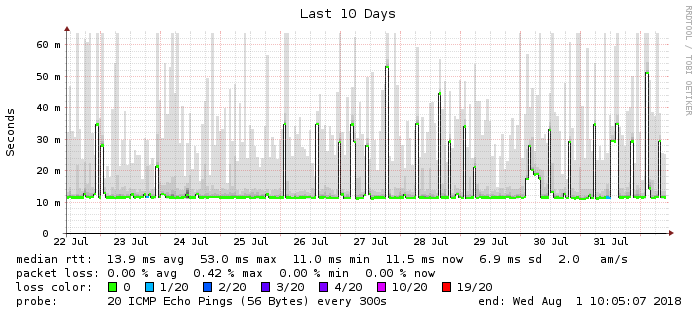 Last 10 Days
RRDTOOL / TOBI OETIKER
Seconds
60 m
50 m
40 m
30 m
20 m
10 m
0
22 Jul 23 Jul 24 Jul 25 Jul 26 Jul 27 Jul 28 Jul 29 Jul 30 Jul 31 Jul
median rtt: 13.9 ms avg 53.0 ms max 11.0 ms min 11.5 ms now 6.9 ms sd 2.0 am/s
packet loss: 0.00 % avg 0.42 % max 0.00 % min 0.00 % now
loss color: 0 1/20 2/20 3/20 4/20 10/20 19/20
probe: 20 ICMP Echo Pings (56 Bytes) every 300s end: Wed Aug 1 10:05:07 2018